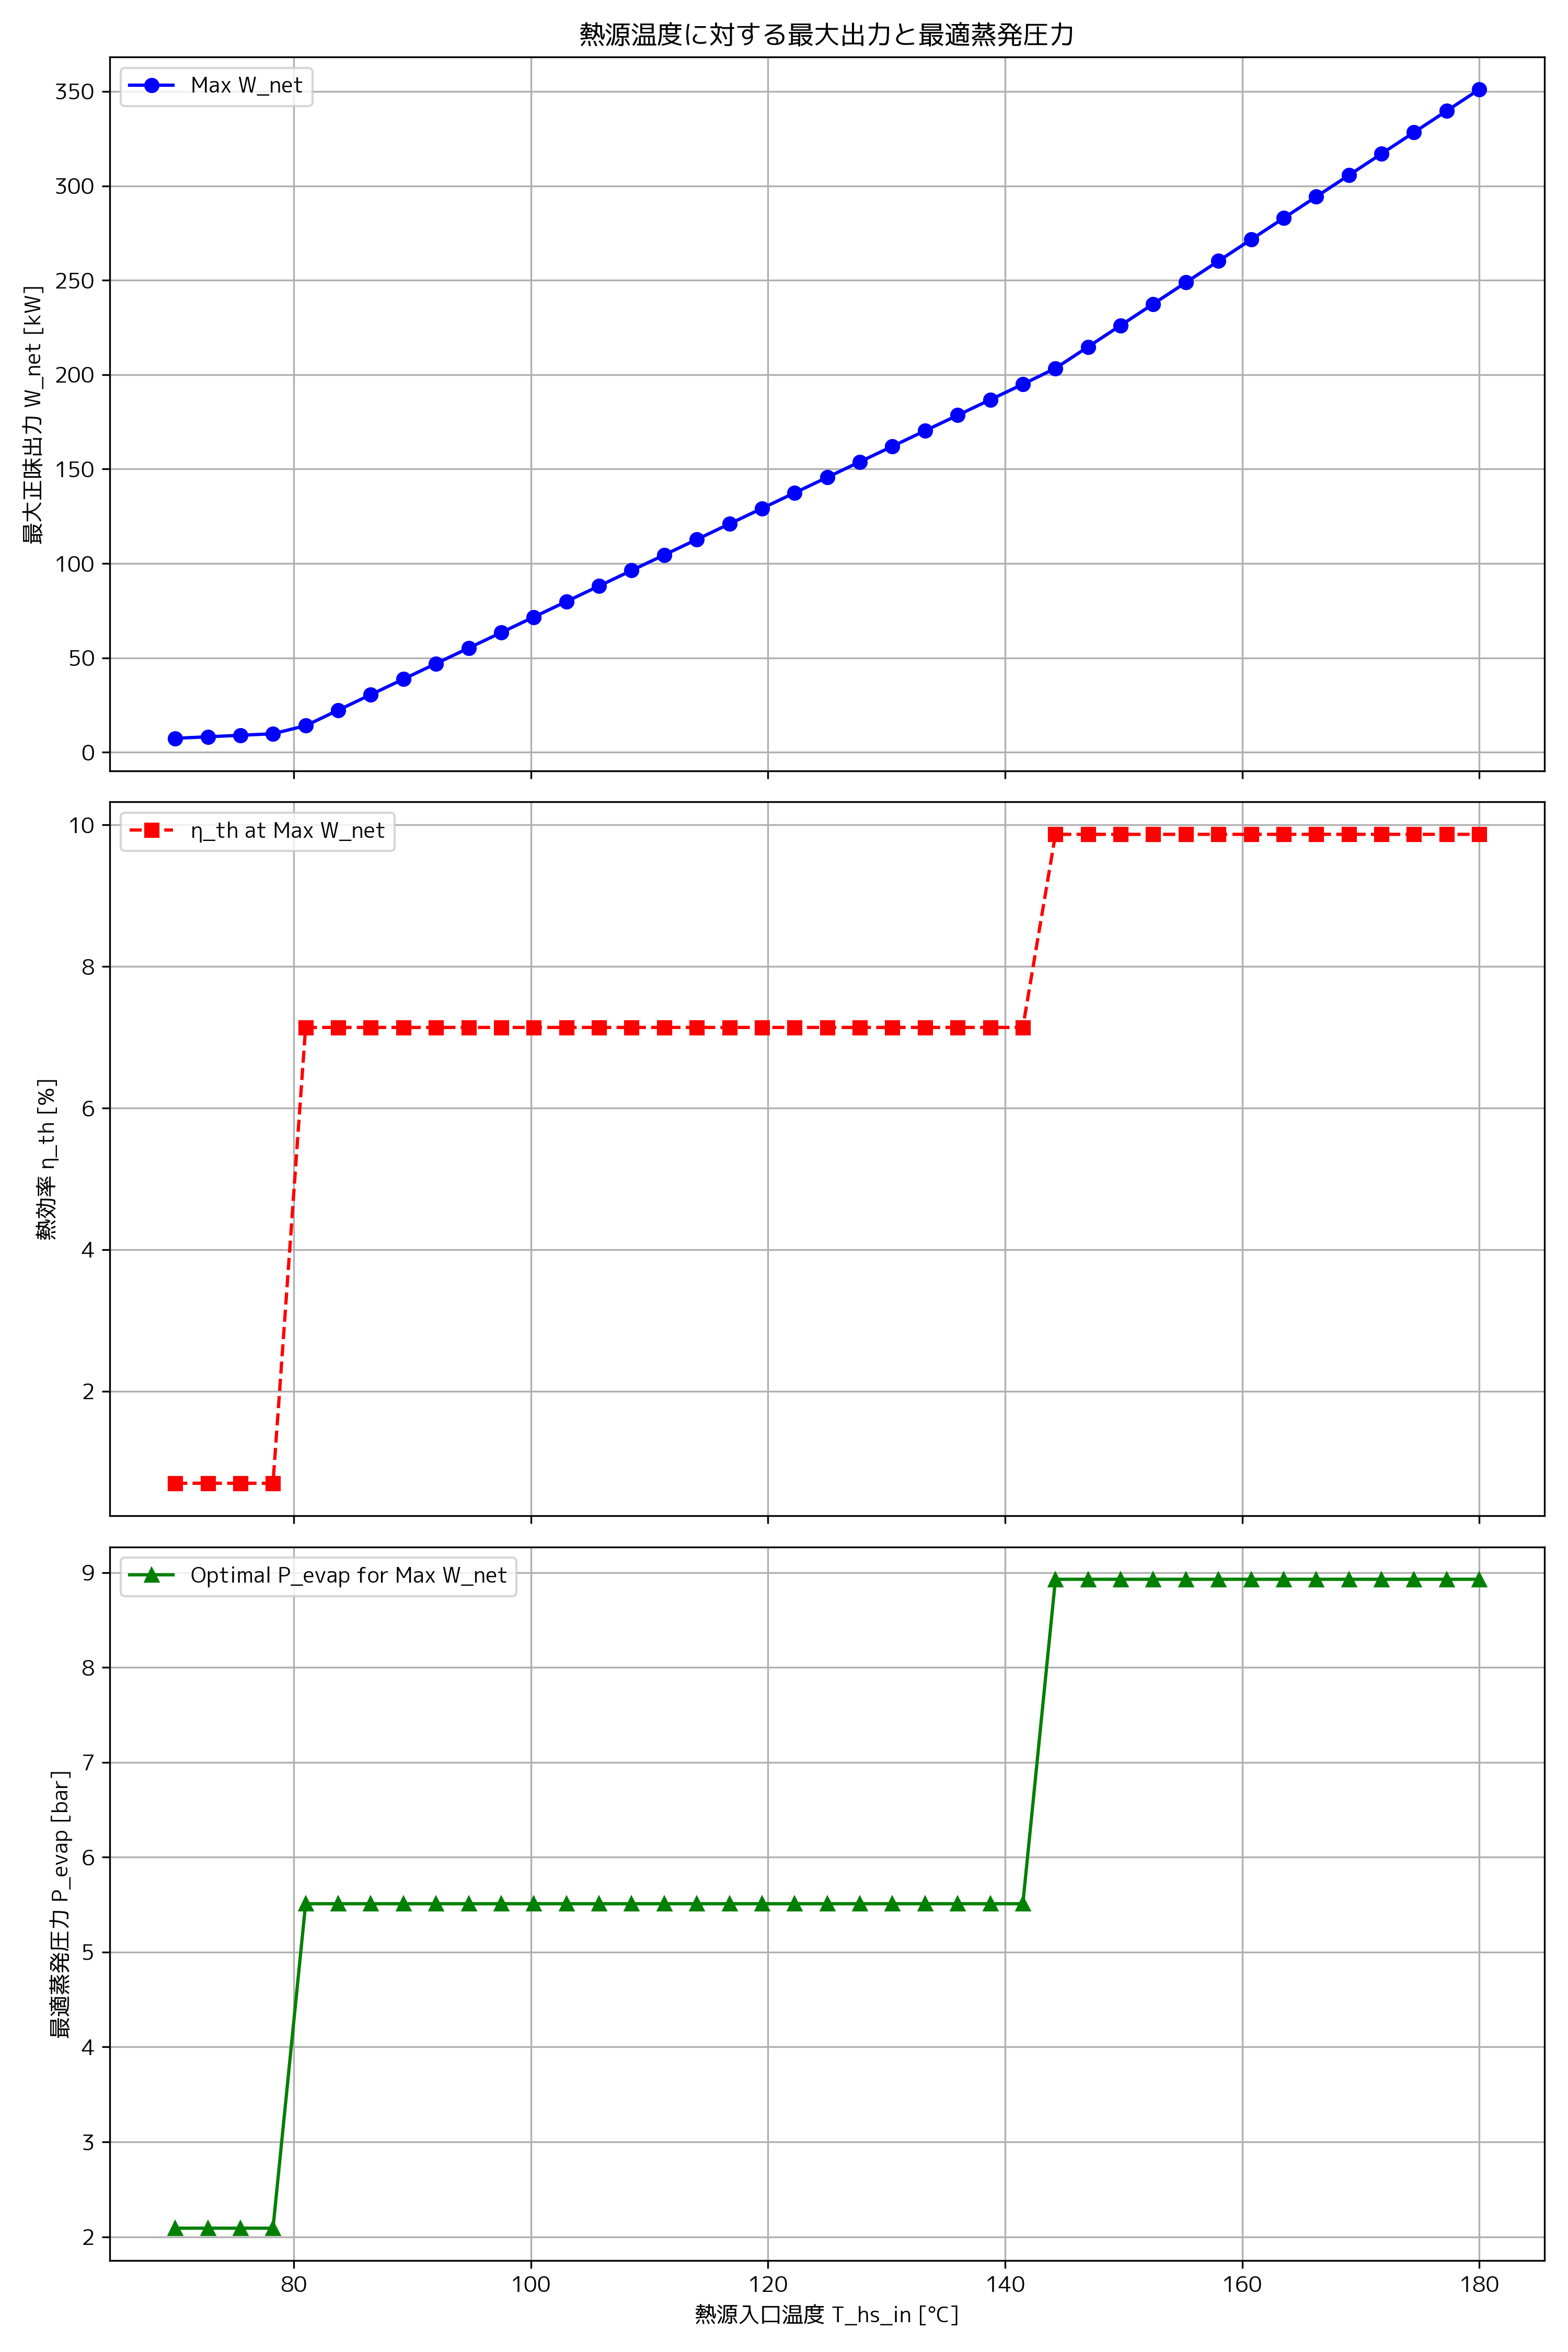 熱源温度に対する最大出力と最適蒸発圧力
Max W_net
350
300
250
200
150
100
50
0
最大正味出力 W_net [kW]
η_th at Max W_net
10
8
6
4
2
熱効率 η_th [%]
Optimal P_evap for Max W_net
9
8
7
6
5
4
3
2
最適蒸発圧力 P_evap [bar]
80 100 120 140 160 180
熱源入口温度 T_hs_in [°C]